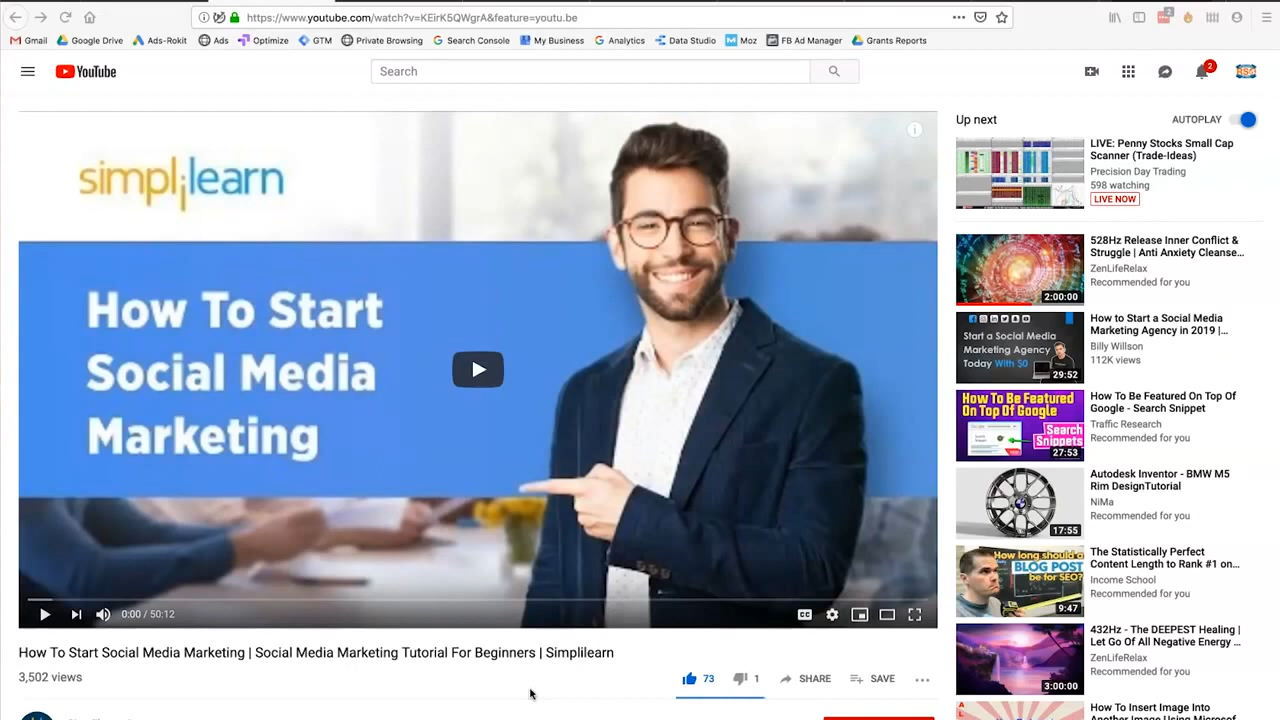 https://www.youtube.com/watch?v=KEirK5QWgrA&feature=youtu.be
2
Gmail Google Drive Ads-Rokit Ads Optimize GTM Private Browsing Search Console My Business Analytics Data Studio Moz FB Ad Manager Grants Reports
YouTube
Search
2
simplilearn
How To Start
Social Media
Marketing
0:00 / 50:12
CC
How To Start Social Media Marketing | Social Media Marketing Tutorial For Beginners | Simplilearn
3,502 views
73 1 SHARE SAVE
Up next AUTOPLAY
LIVE: Penny Stocks Small Cap
Scanner (Trade-Ideas)
Precision Day Trading
598 watching
LIVE NOW
2:00:00
528Hz Release Inner Conflict &
Struggle | Anti Anxiety Cleanse...
ZenLifeRelax
Recommended for you
Start a Social Media
Marketing Agency
Today With $0
29:52
How to Start a Social Media
Marketing Agency in 2019 |...
Billy Willson
112K views
How To Be Featured
On Top Of Google
Search
Snippets
27:53
How To Be Featured On Top Of
Google - Search Snippet
Traffic Research
Recommended for you
17:55
Autodesk Inventor - BMW M5
Rim DesignTutorial
NiMa
Recommended for you
How long should a
BLOG POST
be for SEO?
9:47
The Statistically Perfect
Content Length to Rank #1 on...
Income School
Recommended for you
3:00:00
432Hz - The DEEPEST Healing |
Let Go Of All Negative Energy ...
ZenLifeRelax
Recommended for you
How To Insert Image Into
Another Image Using Microsof